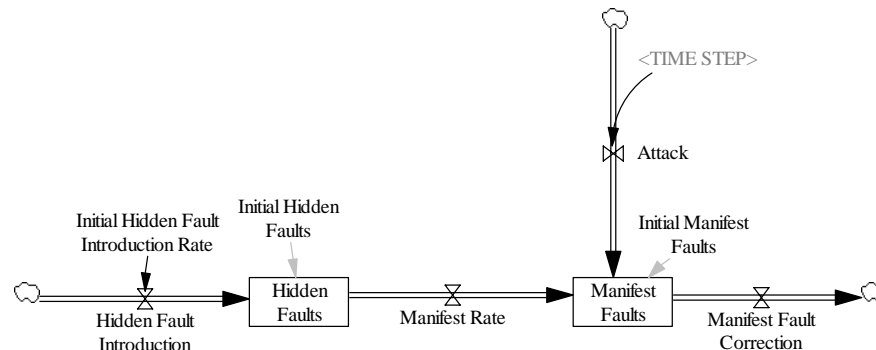 <TIME STEP>
Attack
Initial Hidden Fault
Introduction Rate
Initial Hidden
Faults
Initial Manifest
Faults
Hidden
Faults
Manifest
Faults
Hidden Fault
Introduction
Manifest Rate
Manifest Fault
Correction